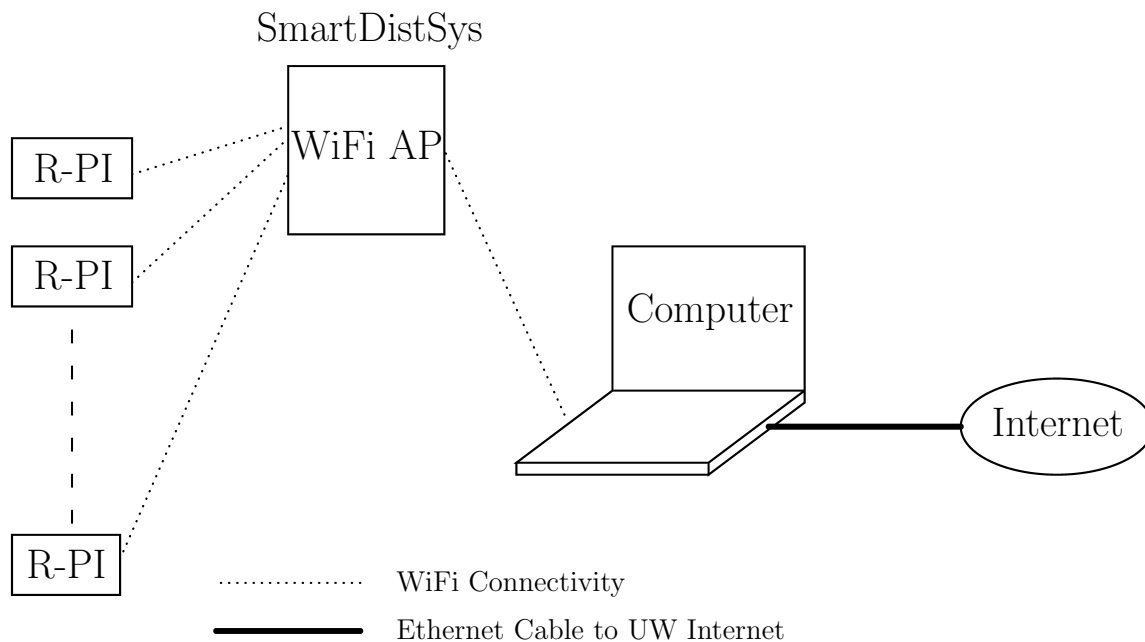 SmartDistSys
WiFi AP
R-PI
R-PI
Computer
Internet
R-PI
WiFi Connectivity
Ethernet Cable to UW Internet